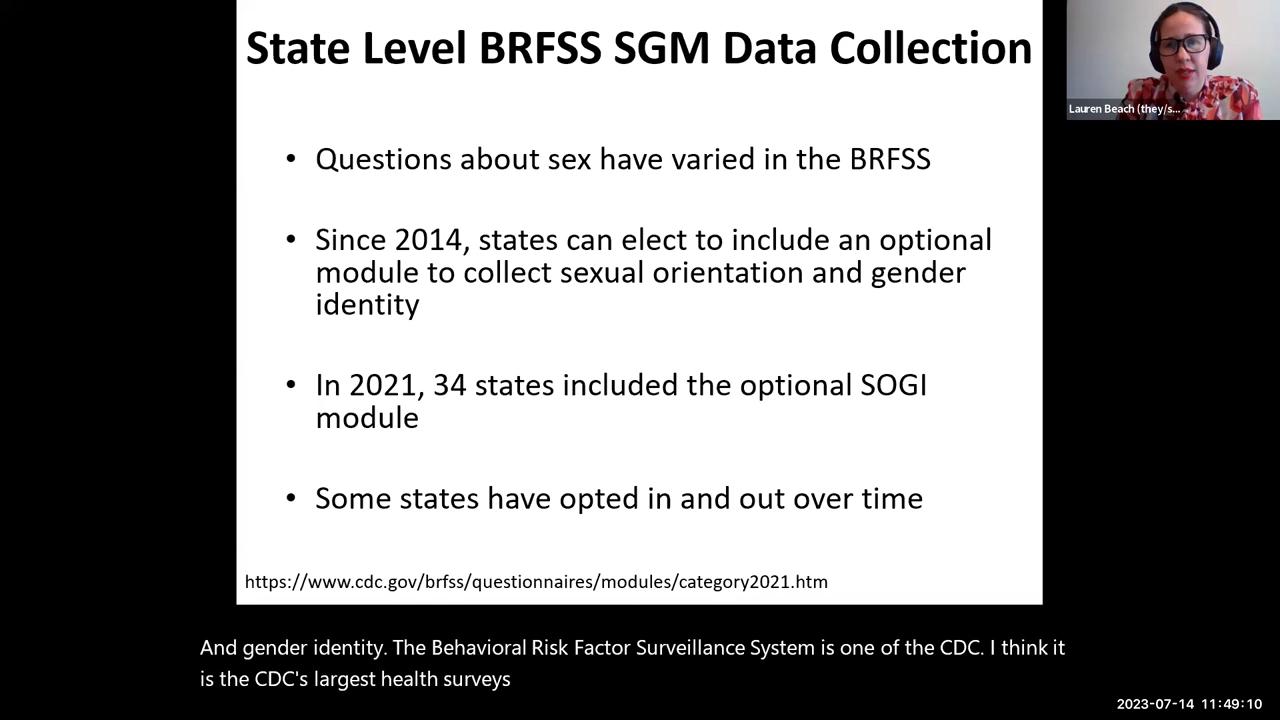 State Level BRFSS SGM Data Collection
Lauren Beach (they/s...
• Questions about sex have varied in the BRFSS
• Since 2014, states can elect to include an optional
module to collect sexual orientation and gender
identity
• In 2021, 34 states included the optional SOGI
module
• Some states have opted in and out over time
https://www.cdc.gov/brfss/questionnaires/modules/category2021.htm
And gender identity. The Behavioral Risk Factor Surveillance System is one of the CDC. I think it
is the CDC's largest health surveys
2023-07-14 11:49:10